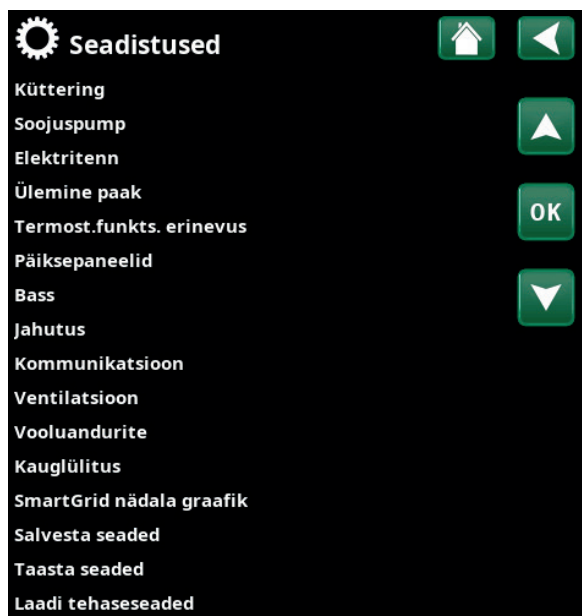 Seadistused
Küttering
Soojuspump
Elektritenn
Ülemine paak
Termost.funkts. erinevus
Päiksepaneelid
Bass
Jahutus
Kommunikatsioon
Ventilatsioon
Vooluandurite
Kauglülitus
SmartGrid nädala graafik
Salvesta seaded
Taasta seaded
Laadi tehaseseaded
OK